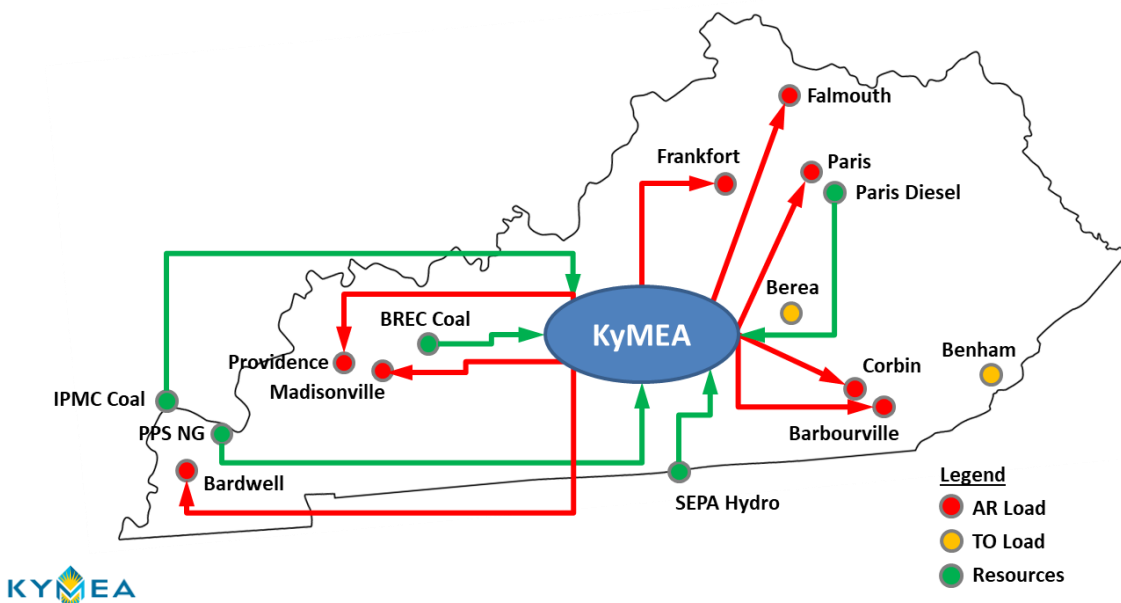 Falmouth
Frankfort
Paris
Paris Diesel
Berea
BREC Coal
KyMEA
Providence
Madisonville
Corbin
Benham
IPMC Coal
Barbourville
PPS NG
Bardwell
SEPA Hydro
Legend
AR Load
TO Load
Resources
KYMEA